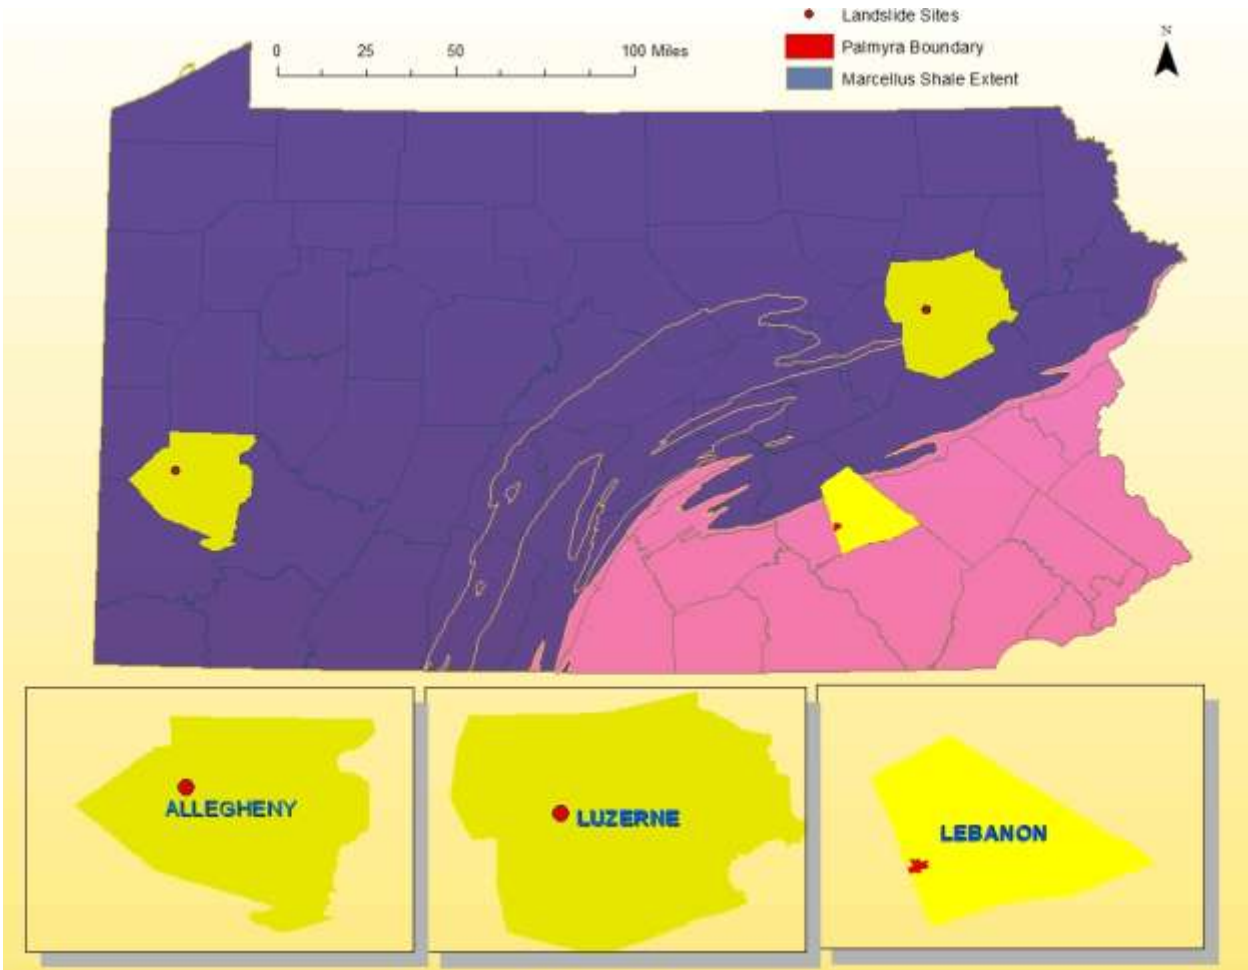 Landslide Sites
Palmyra Boundary
Marcellus Shale Extent
N
0 25 50 100 Miles
ALLEGHENY
LUZERNE
LEBANON